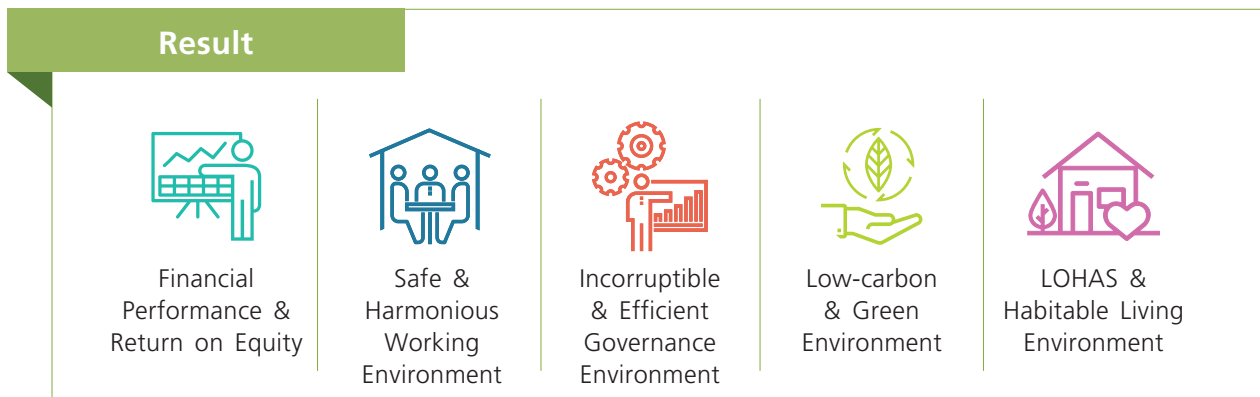 Result
Financial
Performance &
Return on Equity
Safe &
Harmonious
Working
Environment
Incorruptible
& Efficient
Governance
Environment
Low-carbon
& Green
Environment
LOHAS &
Habitable Living
Environment